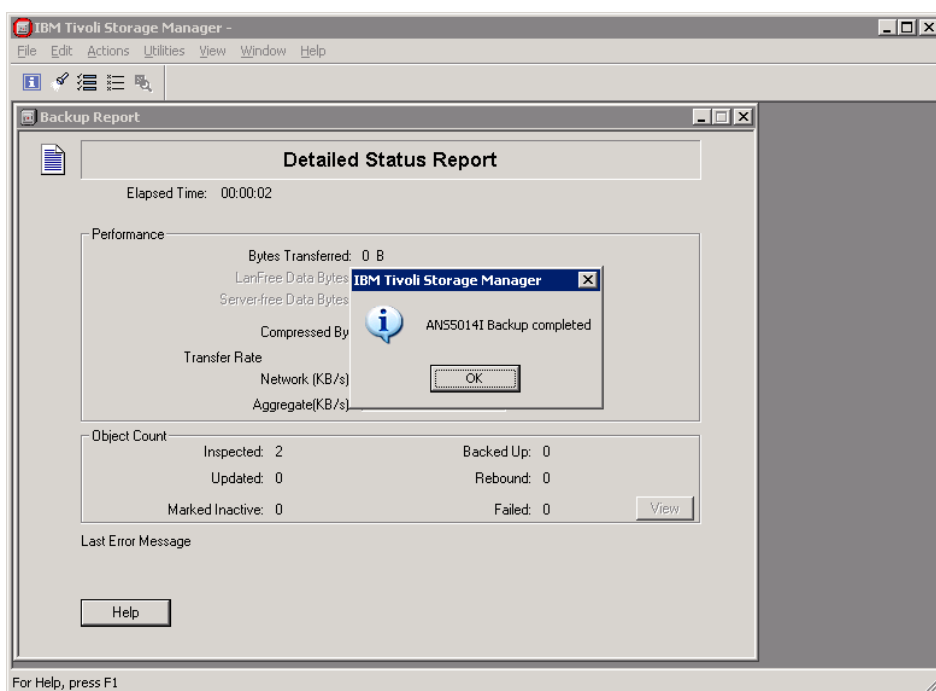 IBM Tivoli Storage Manager -
File Edit Actions Utilities View Window Help
Backup Report
Detailed Status Report
Elapsed Time: 00:00:02
Performance
Bytes Transferred: 0 B
LanFree Data Bytes
Server-free Data Bytes
Compressed By
Transfer Rate
Network (KB/s)
Aggregate(KB/s)
IBM Tivoli Storage Manager
ANS5014I Backup completed
OK
Object Count
Inspected: 2 Backed Up: 0
Updated: 0 Rebound: 0
Marked Inactive: 0 Failed: 0 View
Last Error Message
Help
For Help, press F1